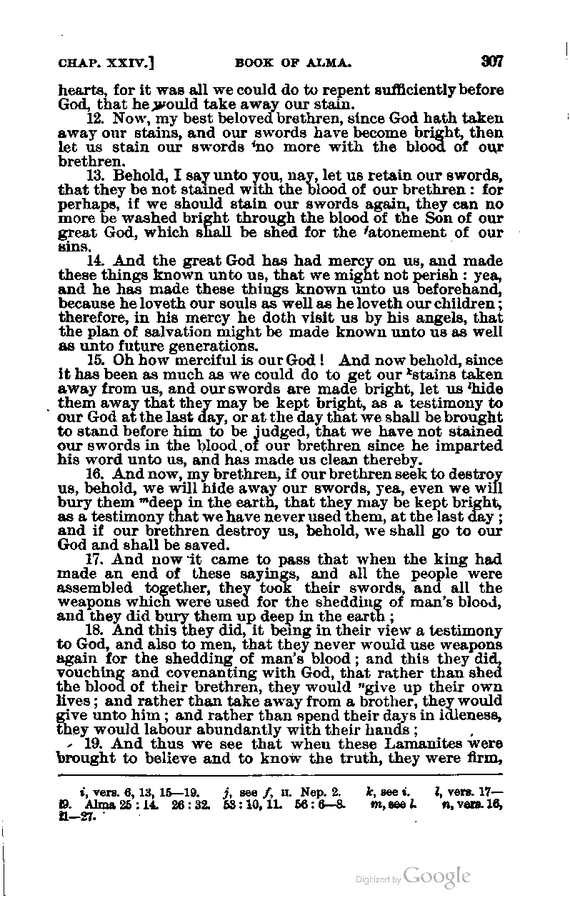 CHAP. XXIV.] BOOK OF ALMA. 307
hearts, for it was all we could do to repent sufficiently before
God, that he would take away our stain.
12. Now, my best beloved brethren, since God hath taken
away our stains, and our swords have become bright, then
let us stain our swords ⁱno more with the blood of our
brethren.
13. Behold, I say unto you, nay, let us retain our swords,
that they be not stained with the blood of our brethren : for
perhaps, if we should stain our swords again, they can no
more be washed bright through the blood of the Son of our
great God, which shall be shed for the ʲatonement of our
sins.
14. And the great God has had mercy on us, and made
these things known unto us, that we might not perish : yea,
and he has made these things known unto us beforehand,
because he loveth our souls as well as he loveth our children ;
therefore, in his mercy he doth visit us by his angels, that
the plan of salvation might be made known unto us as well
as unto future generations.
15. Oh how merciful is our God ! And now behold, since
it has been as much as we could do to get our ᵏstains taken
away from us, and our swords are made bright, let us ˡhide
them away that they may be kept bright, as a testimony to
our God at the last day, or at the day that we shall be brought
to stand before him to be judged, that we have not stained
our swords in the blood of our brethren since he imparted
his word unto us, and has made us clean thereby.
16. And now, my brethren, if our brethren seek to destroy
us, behold, we will hide away our swords, yea, even we will
bury them ᵐdeep in the earth, that they may be kept bright,
as a testimony that we have never used them, at the last day ;
and if our brethren destroy us, behold, we shall go to our
God and shall be saved.
17. And now it came to pass that when the king had
made an end of these sayings, and all the people were
assembled together, they took their swords, and all the
weapons which were used for the shedding of man's blood,
and they did bury them up deep in the earth ;
18. And this they did, it being in their view a testimony
to God, and also to men, that they never would use weapons
again for the shedding of man's blood ; and this they did,
vouching and covenanting with God, that rather than shed
the blood of their brethren, they would ⁿgive up their own
lives ; and rather than take away from a brother, they would
give unto him ; and rather than spend their days in idleness,
they would labour abundantly with their hands ;
19. And thus we see that when these Lamanites were
brought to believe and to know the truth, they were firm,
i, vers. 6, 13, 15—19. j, see f, II. Nep. 2. k, see i. l, vers. 17—
19. Alma 25 : 14. 26 : 32. 53 : 10, 11. 56 : 6—8. m, see l. n, vers. 16,
21—27.
Digitized by Google